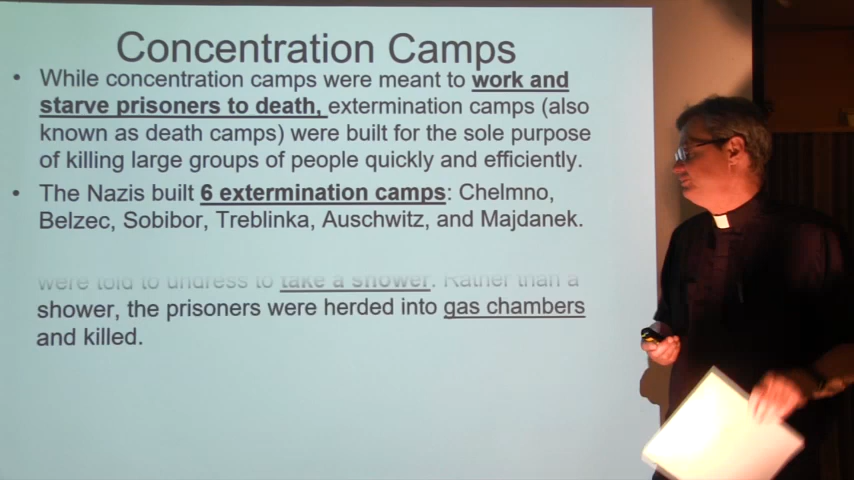 Concentration Camps
• While concentration camps were meant to work and
starve prisoners to death, extermination camps (also
known as death camps) were built for the sole purpose
of killing large groups of people quickly and efficiently.
• The Nazis built 6 extermination camps: Chelmno,
Belzec, Sobibor, Treblinka, Auschwitz, and Majdanek.
were told to undress to take a shower. Rather than a
shower, the prisoners were herded into gas chambers
and killed.